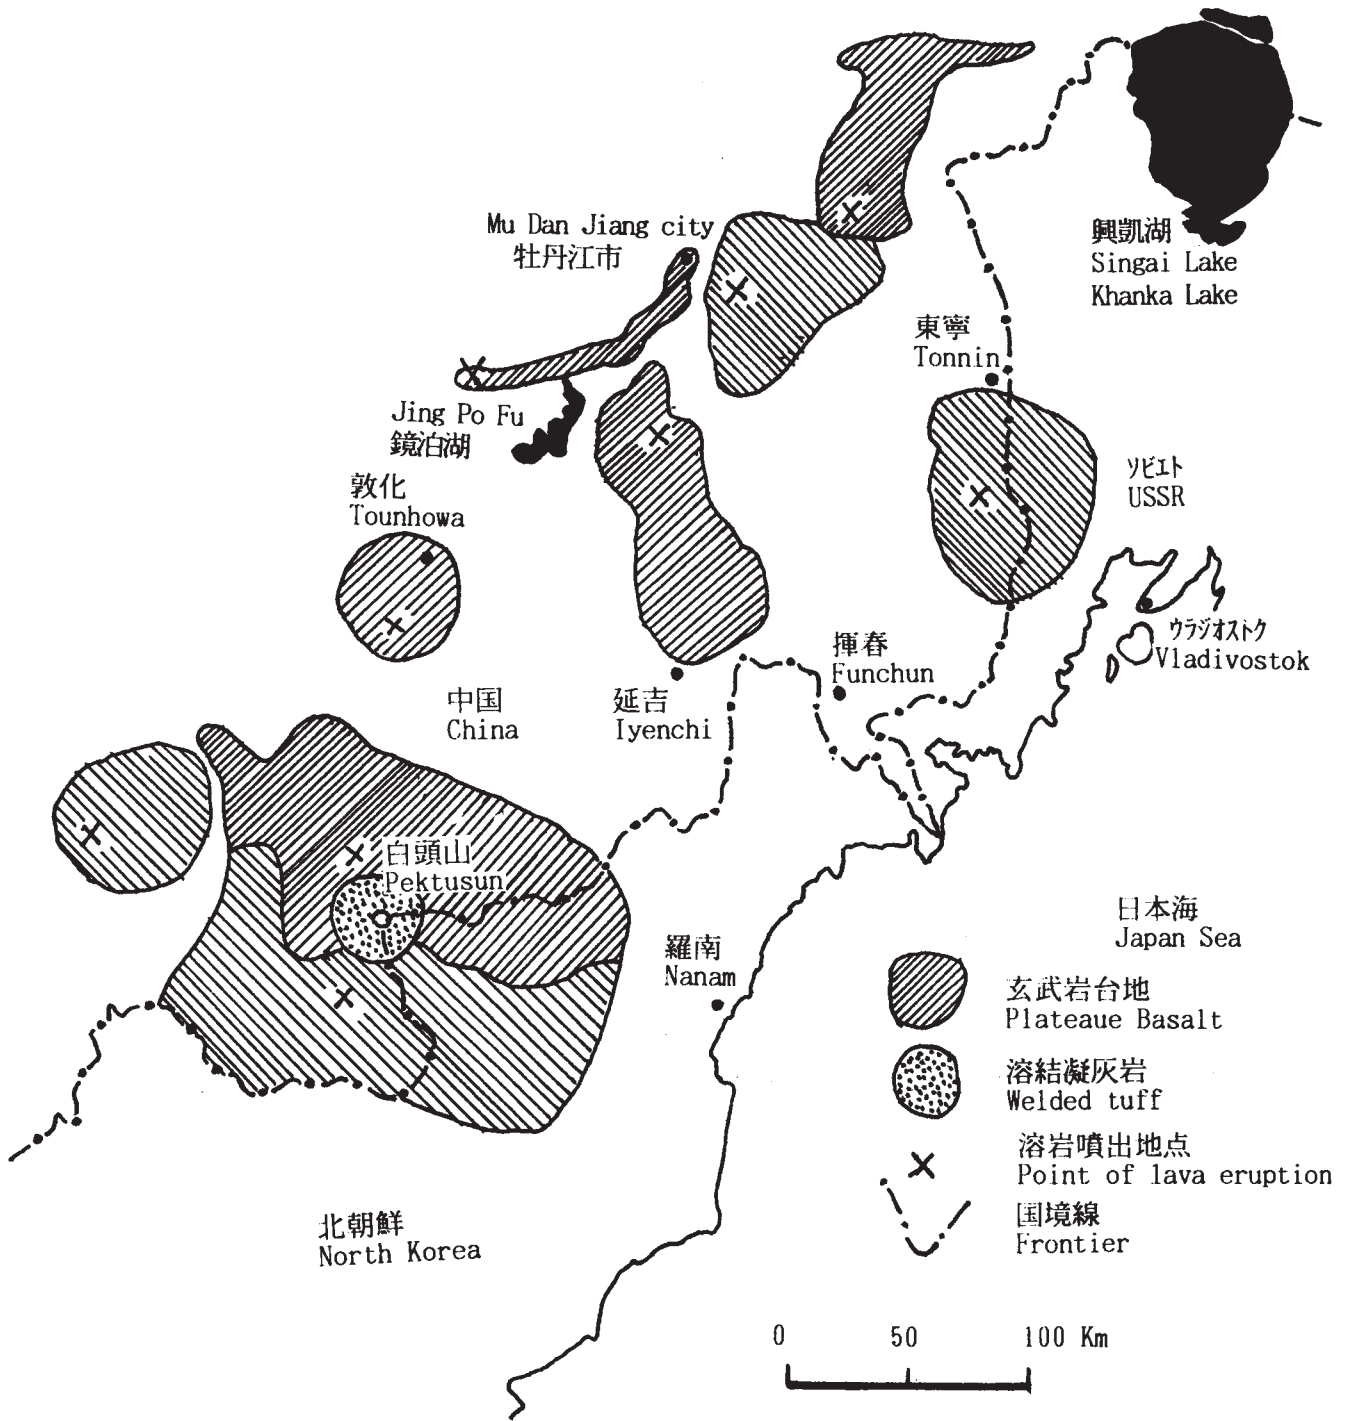 Mu Dan Jiang city
牡丹江市
興凱湖
Singai Lake
Khanka Lake
東寧
Tonnin
Jing Po Fu
鏡泊湖
ソビエト
USSR
敦化
Tounhowa
ウラジオストク
Vladivostok
揮春
Funchun
中国
China
延吉
Iyenchi
白頭山
Pektusun
日本海
Japan Sea
羅南
Nanam
玄武岩台地
Plateaue Basalt
溶結凝灰岩
Welded tuff
溶岩噴出地点
Point of lava eruption
国境線
Frontier
北朝鮮
North Korea
0 50 100 Km